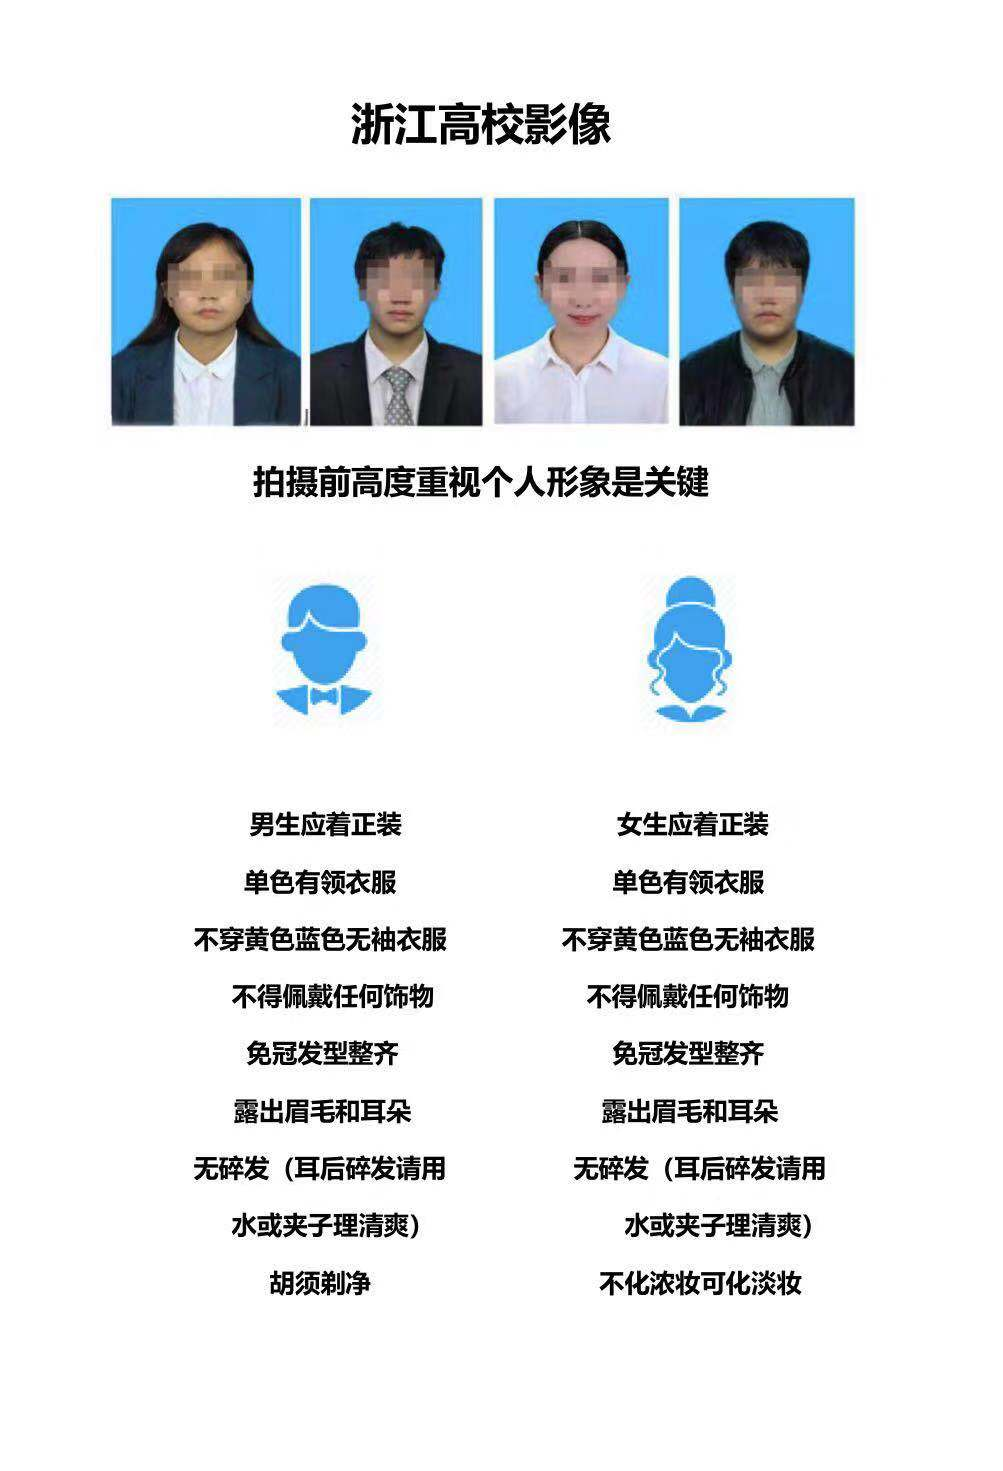 浙江高校影像
拍摄前高度重视个人形象是关键
男生应着正装
单色有领衣服
不穿黄色蓝色无袖衣服
不得佩戴任何饰物
免冠发型整齐
露出眉毛和耳朵
无碎发（耳后碎发请用
水或夹子理清爽）
胡须剃净
女生应着正装
单色有领衣服
不穿黄色蓝色无袖衣服
不得佩戴任何饰物
免冠发型整齐
露出眉毛和耳朵
无碎发（耳后碎发请用
水或夹子理清爽）
不化浓妆可化淡妆